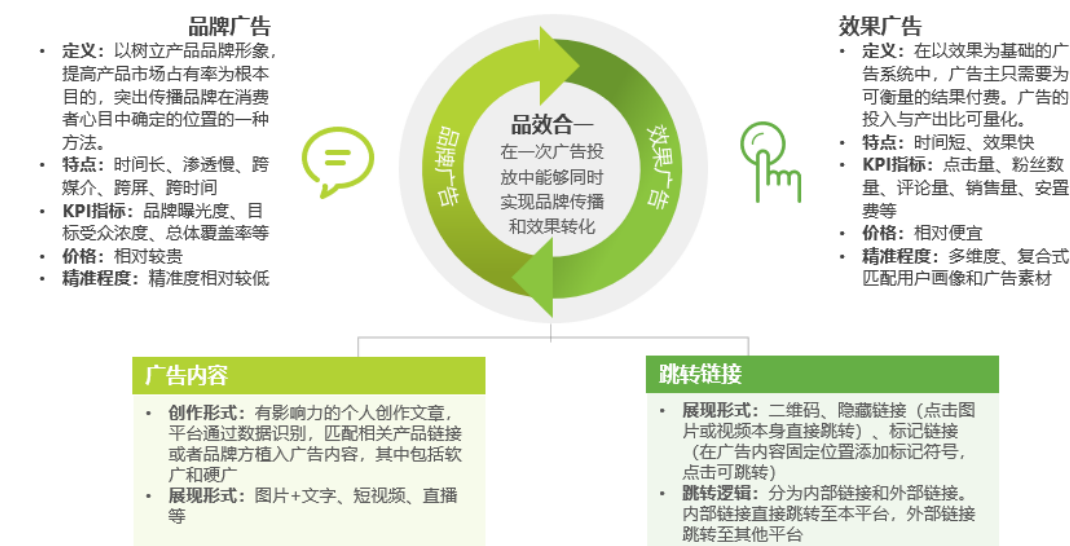 品牌广告
• 定义：以树立产品品牌形象，
提高产品市场占有率为根本
目的，突出传播品牌在消费
者心目中确定的位置的一种
方法。
• 特点：时间长、渗透慢、跨
媒介、跨屏、跨时间
• KPI指标：品牌曝光度、目
标受众浓度、总体覆盖率等
• 价格：相对较贵
• 精准程度：精准度相对较低
品牌广告
品效合一
在一次广告投
放中能够同时
实现品牌传播
和效果转化
效果广告
效果广告
• 定义：在以效果为基础的广
告系统中，广告主只需要为
可衡量的结果付费。广告的
投入与产出比可量化。
• 特点：时间短、效果快
• KPI指标：点击量、粉丝数
量、评论量、销售量、安置
费等
• 价格：相对便宜
• 精准程度：多维度、复合式
匹配用户画像和广告素材
广告内容
• 创作形式：有影响力的个人创作文章，
平台通过数据识别，匹配相关产品链接
或者品牌方植入广告内容，其中包括软
广和硬广
• 展现形式：图片+文字、短视频、直播
等
跳转链接
• 展现形式：二维码、隐藏链接（点击图
片或视频本身直接跳转）、标记链接
（在广告内容固定位置添加标记符号，
点击可跳转）
• 跳转逻辑：分为内部链接和外部链接。
内部链接直接跳转至本平台，外部链接
跳转至其他平台